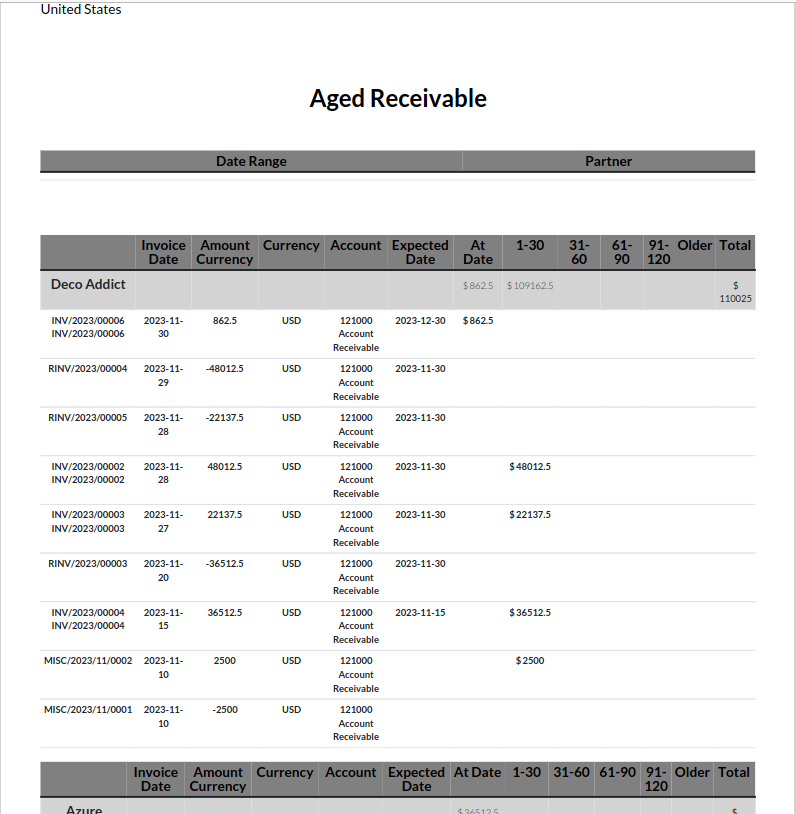 United States
Aged Receivable
Date Range Partner
Invoice Date Amount Currency Currency Account Expected Date At Date 1-30 31-60 61-90 91-120 Older Total
Deco Addict $ 862.5 $ 109162.5 $ 110025
INV/2023/00006 2023-11- 862.5 USD 121000 2023-12-30 $ 862.5
INV/2023/00006 30 Account
Receivable
RINV/2023/00004 2023-11- -48012.5 USD 121000 2023-11-30
29 Account
Receivable
RINV/2023/00005 2023-11- -22137.5 USD 121000 2023-11-30
28 Account
Receivable
INV/2023/00002 2023-11- 48012.5 USD 121000 2023-11-30 $ 48012.5
INV/2023/00002 28 Account
Receivable
INV/2023/00003 2023-11- 22137.5 USD 121000 2023-11-30 $ 22137.5
INV/2023/00003 27 Account
Receivable
RINV/2023/00003 2023-11- -36512.5 USD 121000 2023-11-30
20 Account
Receivable
INV/2023/00004 2023-11- 36512.5 USD 121000 2023-11-15 $ 36512.5
INV/2023/00004 15 Account
Receivable
MISC/2023/11/0002 2023-11- 2500 USD 121000 $ 2500
10 Account
Receivable
MISC/2023/11/0001 2023-11- -2500 USD 121000
10 Account
Receivable
Invoice Date Amount Currency Currency Account Expected Date At Date 1-30 31-60 61-90 91-120 Older Total
Azure $ 36512.5 $